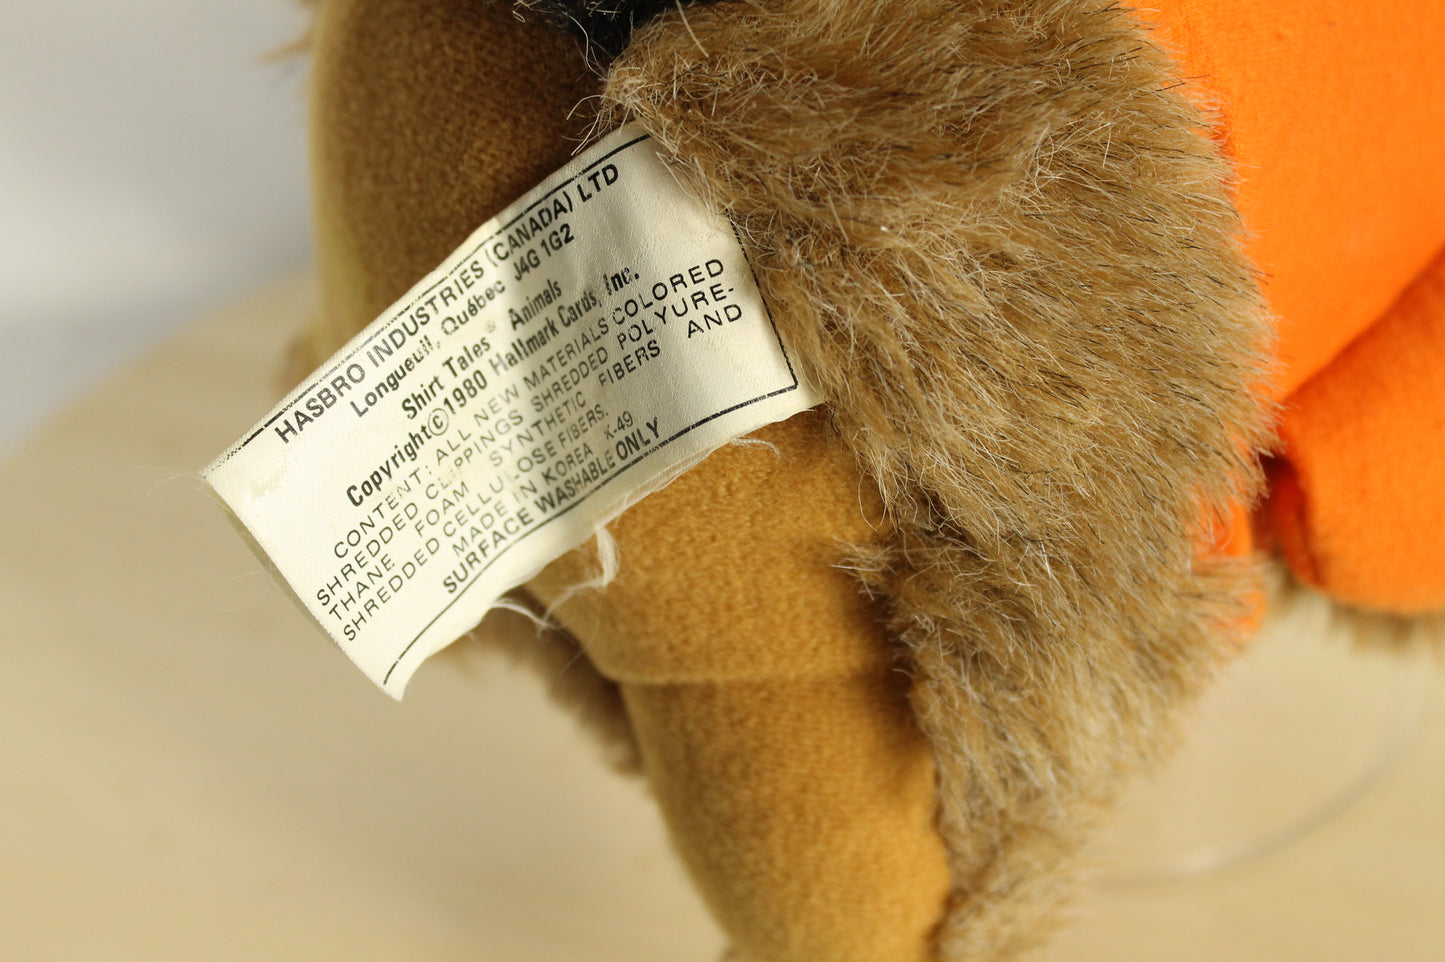 HASBRO INDUSTRIES (CANADA) LTD
Longueuil, Québec J4G 1G2
Shirt Tales® Animals
Copyright©1980 Hallmark Cards, Inc.
CONTENT: ALL NEW MATERIALS COLORED
SHREDDED CLIPPINGS SHREDDED POLYURE-
THANE FOAM SYNTHETIC FIBERS AND
SHREDDED CELLULOSE FIBERS.
MADE IN KOREA K-49
SURFACE WASHABLE ONLY